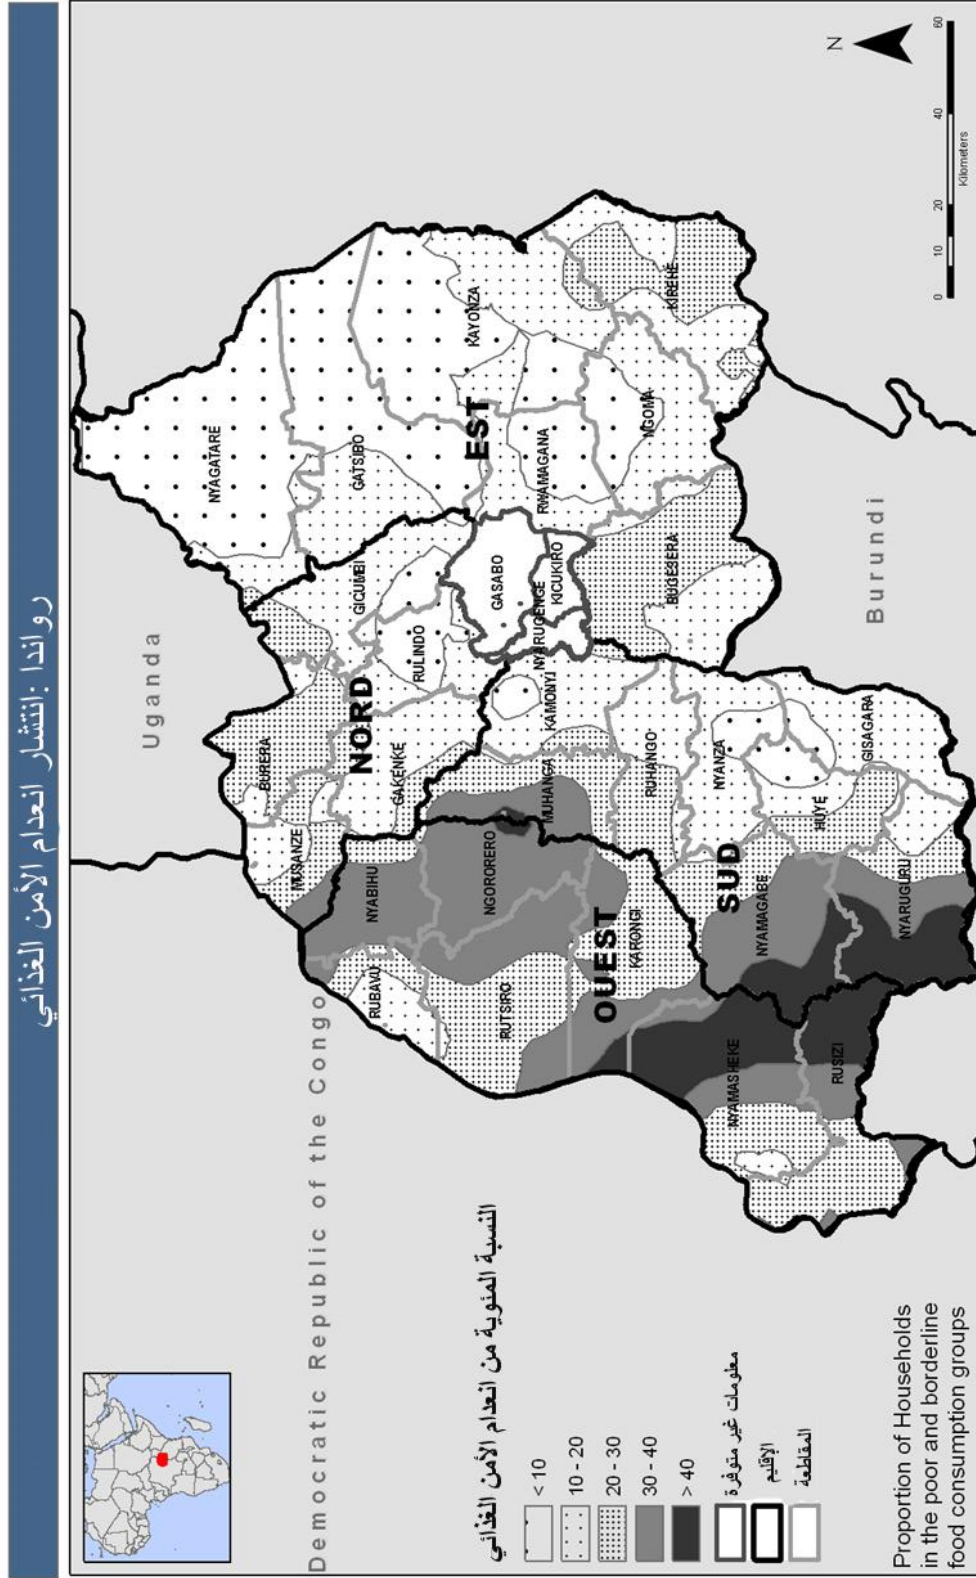 رواندا :انتشار انعدام الأمن الغذائي
Uganda
Democratic Republic of the Congo
Burundi
NYAGATARE
GATSIBO
KAYONZA
EST
RWAMAGANA
NGOMA
KIREHE
BUGESERA
GICUMBI
BURERA
MUSANZE
NORD
RULINDO
GAKENKE
GASABO
NYARUGENGE
KICUKIRO
KAMONYI
MUHANGA
RUHANGO
NYANZA
SUD
HUYE
GISAGARA
NYAMAGABE
NYARUGURU
NYABIHU
NGORORERO
RUBAVU
RUTSIRO
OUEST
KARONGI
NYAMASHEKE
RUSIZI
النسبة المئوية من انعدام الأمن الغذائي
< 10
10 - 20
20 - 30
30 - 40
> 40
معلومات غير متوفرة
الإقليم
المقاطعة
Proportion of Households
in the poor and borderline
food consumption groups
N
0 10 20 40 60
Kilometers